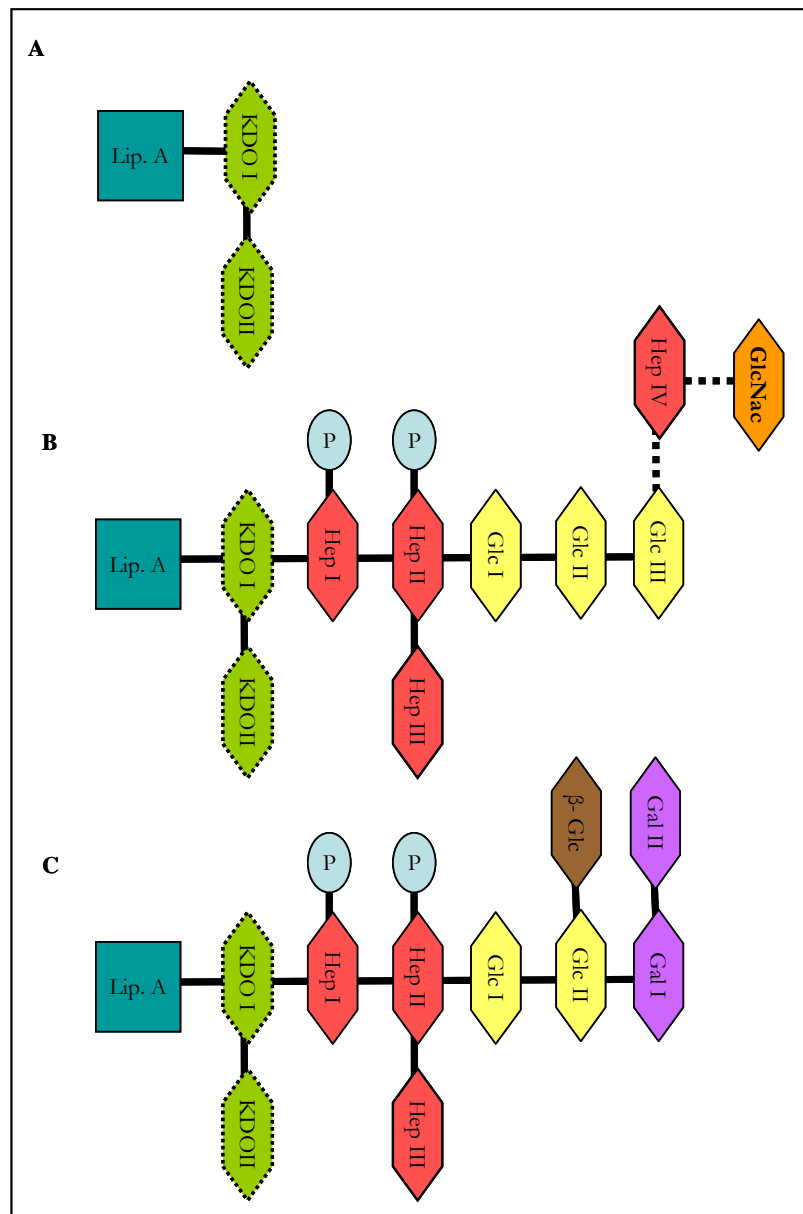 A
Lip. A
KDO I
KDOII
Hep IV
GlcNac
B
P
P
Lip. A
KDO I
Hep I
Hep II
Glc I
Glc II
Glc III
KDOII
Hep III
C
β- Glc
Gal II
P
P
Lip. A
KDO I
Hep I
Hep II
Glc I
Glc II
Gal I
KDOII
Hep III